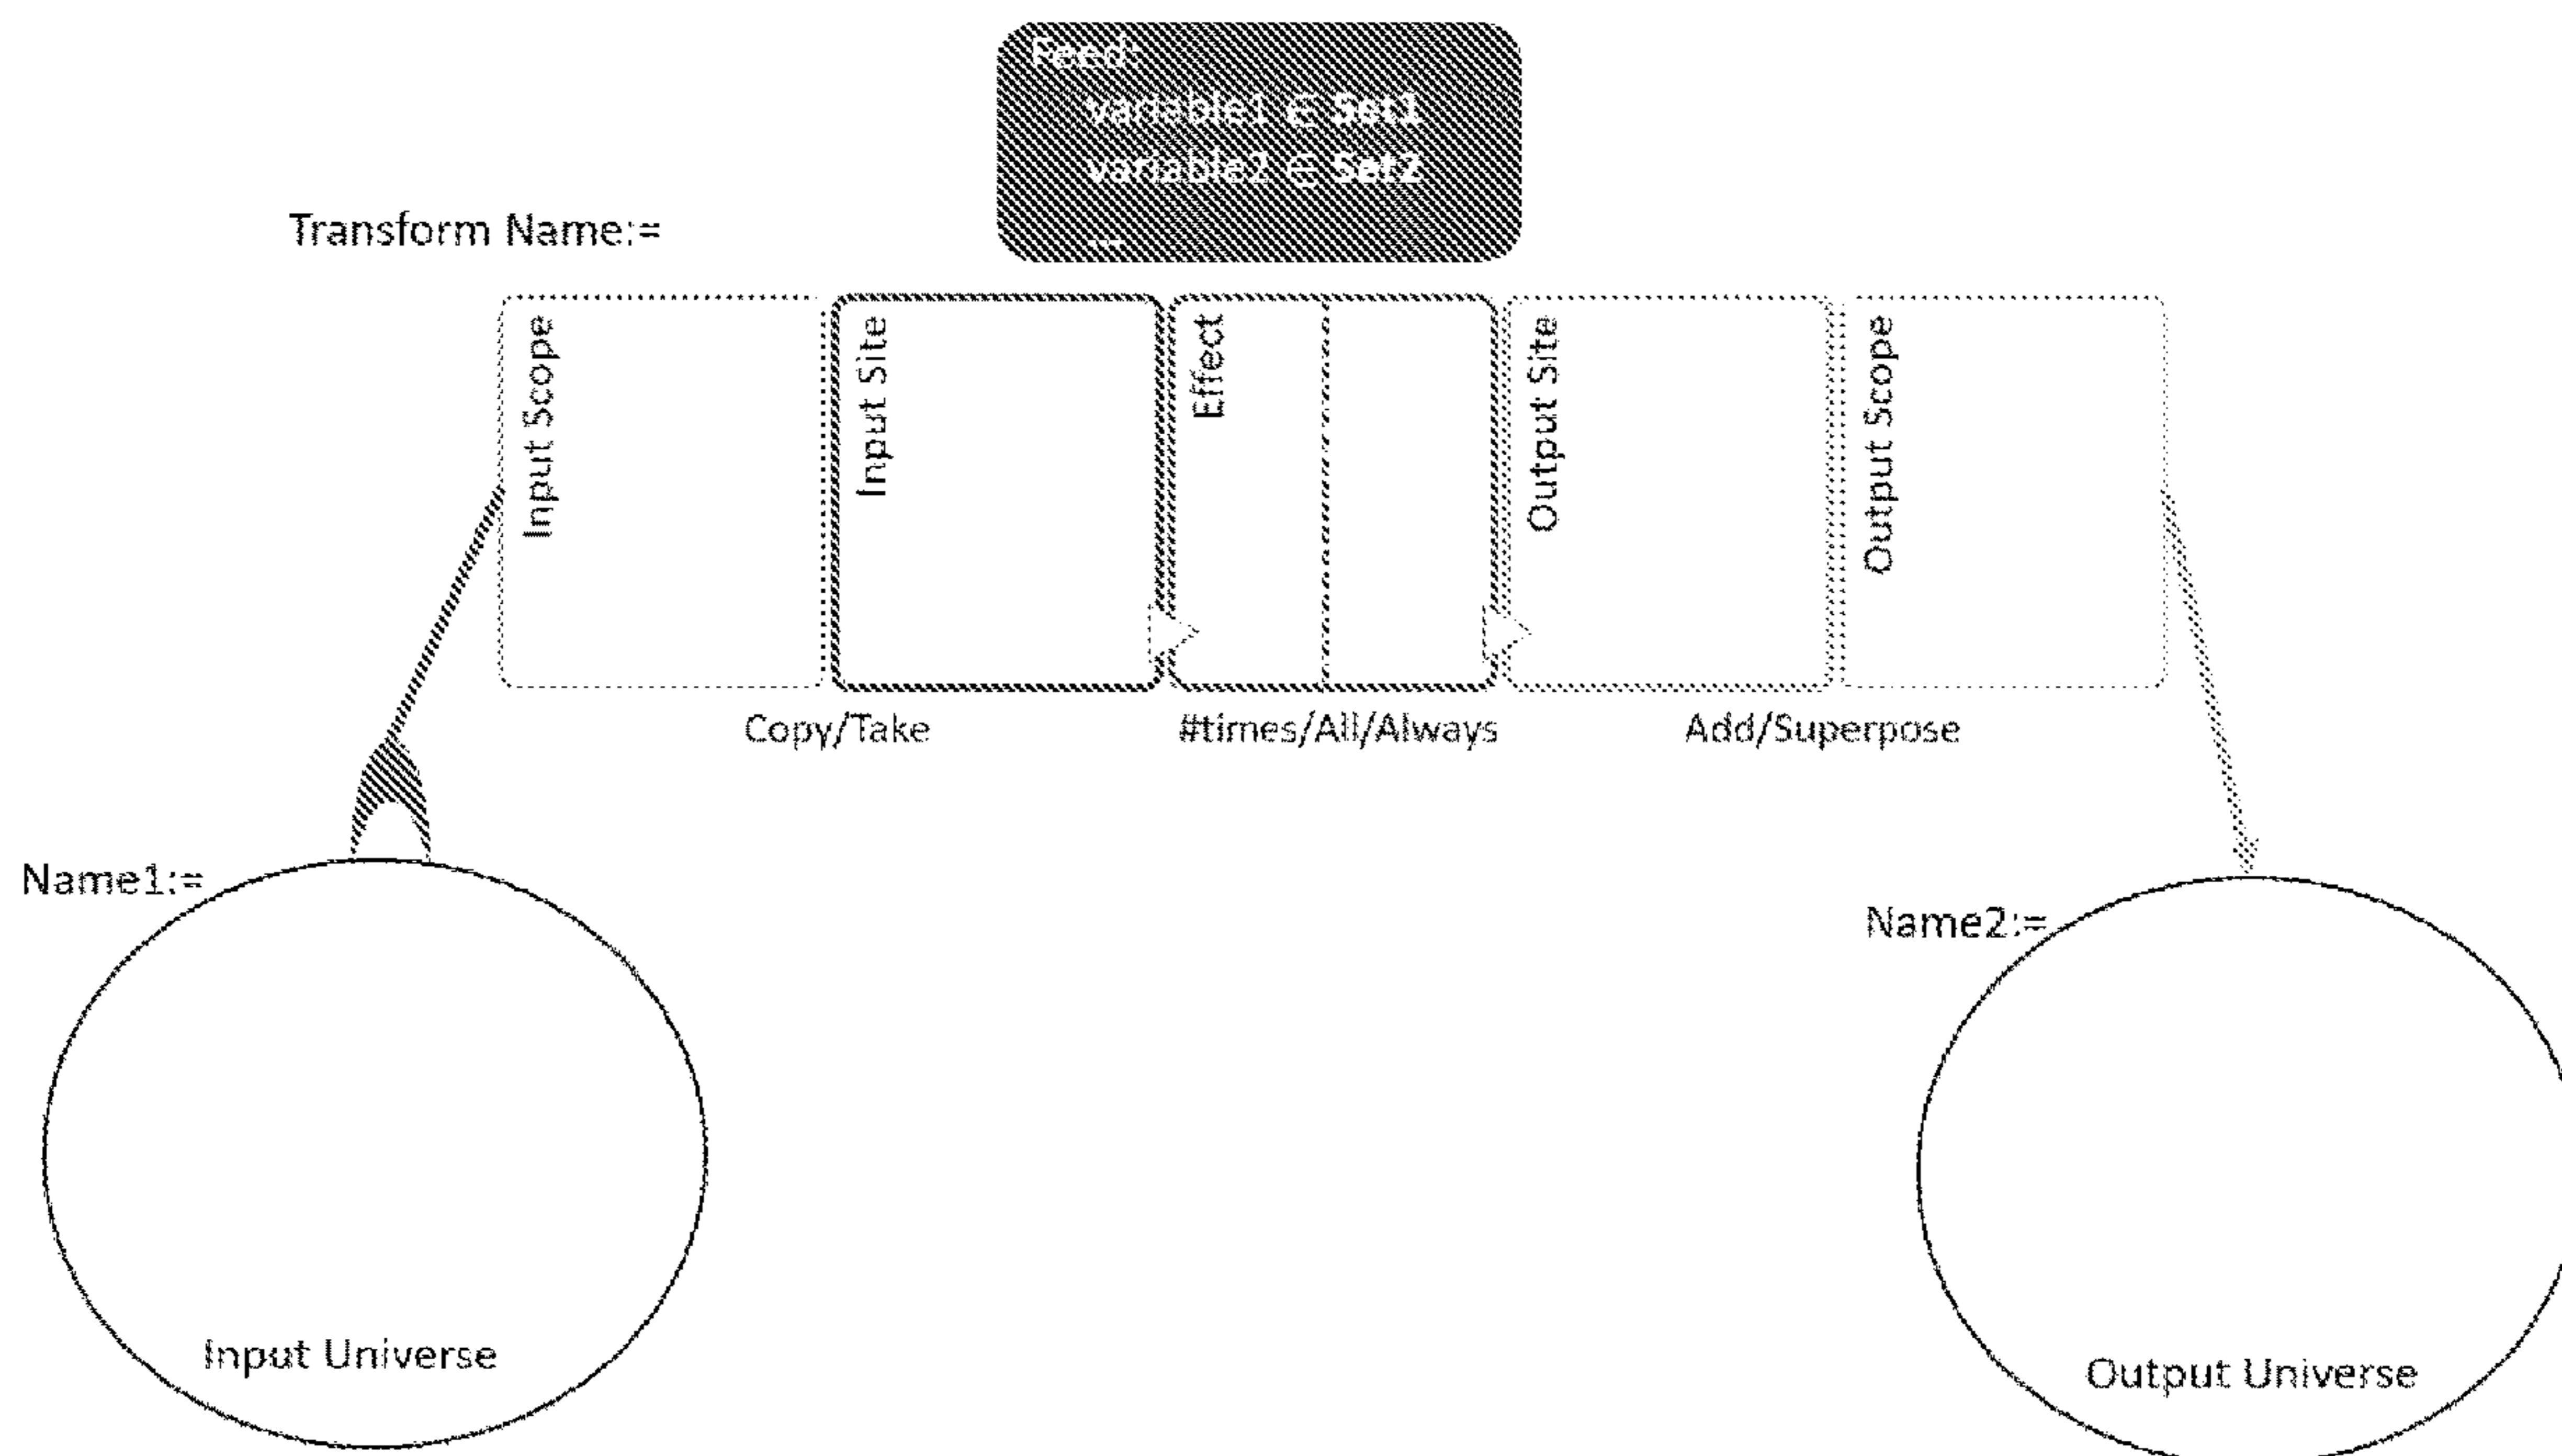 Feed:
variable1 ∈ Set1
variable2 ∈ Set2
...
Transform Name:=
Input Scope
Input Site
Effect
Output Site
Output Scope
Copy/Take
#times/All/Always
Add/Superpose
Name1:=
Name2:=
Input Universe
Output Universe